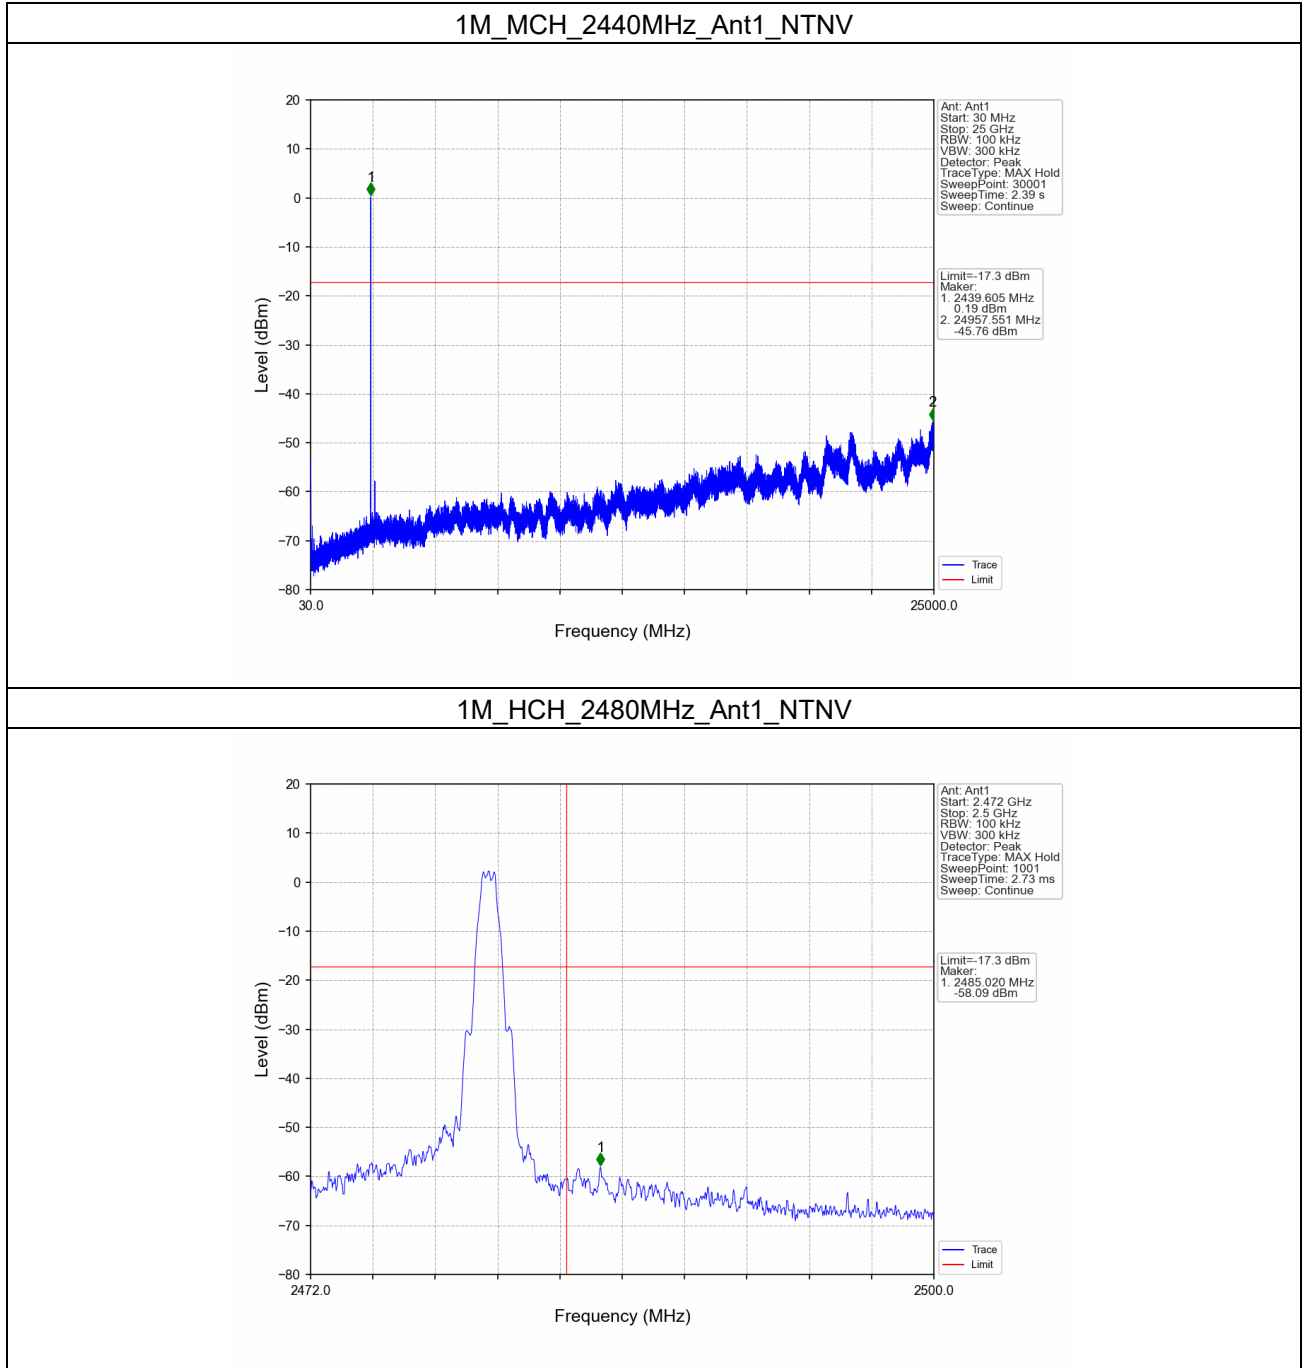 1M_MCH_2440MHz_Ant1_NTNV
20
10
0
−10
−20
−30
−40
−50
−60
−70
−80
Level (dBm)
1
2
30.0
25000.0
Frequency (MHz)
Ant: Ant1
Start: 30 MHz
Stop: 25 GHz
RBW: 100 kHz
VBW: 300 kHz
Detector: Peak
TraceType: MAX Hold
SweepPoint: 30001
SweepTime: 2.39 s
Sweep: Continue
Limit=-17.3 dBm
Maker:
1. 2439.605 MHz
0.19 dBm
2. 24957.551 MHz
-45.76 dBm
Trace
Limit
1M_HCH_2480MHz_Ant1_NTNV
20
10
0
−10
−20
−30
−40
−50
−60
−70
−80
Level (dBm)
1
2472.0
2500.0
Frequency (MHz)
Ant: Ant1
Start: 2.472 GHz
Stop: 2.5 GHz
RBW: 100 kHz
VBW: 300 kHz
Detector: Peak
TraceType: MAX Hold
SweepPoint: 1001
SweepTime: 2.73 ms
Sweep: Continue
Limit=-17.3 dBm
Maker:
1. 2485.020 MHz
-58.09 dBm
Trace
Limit